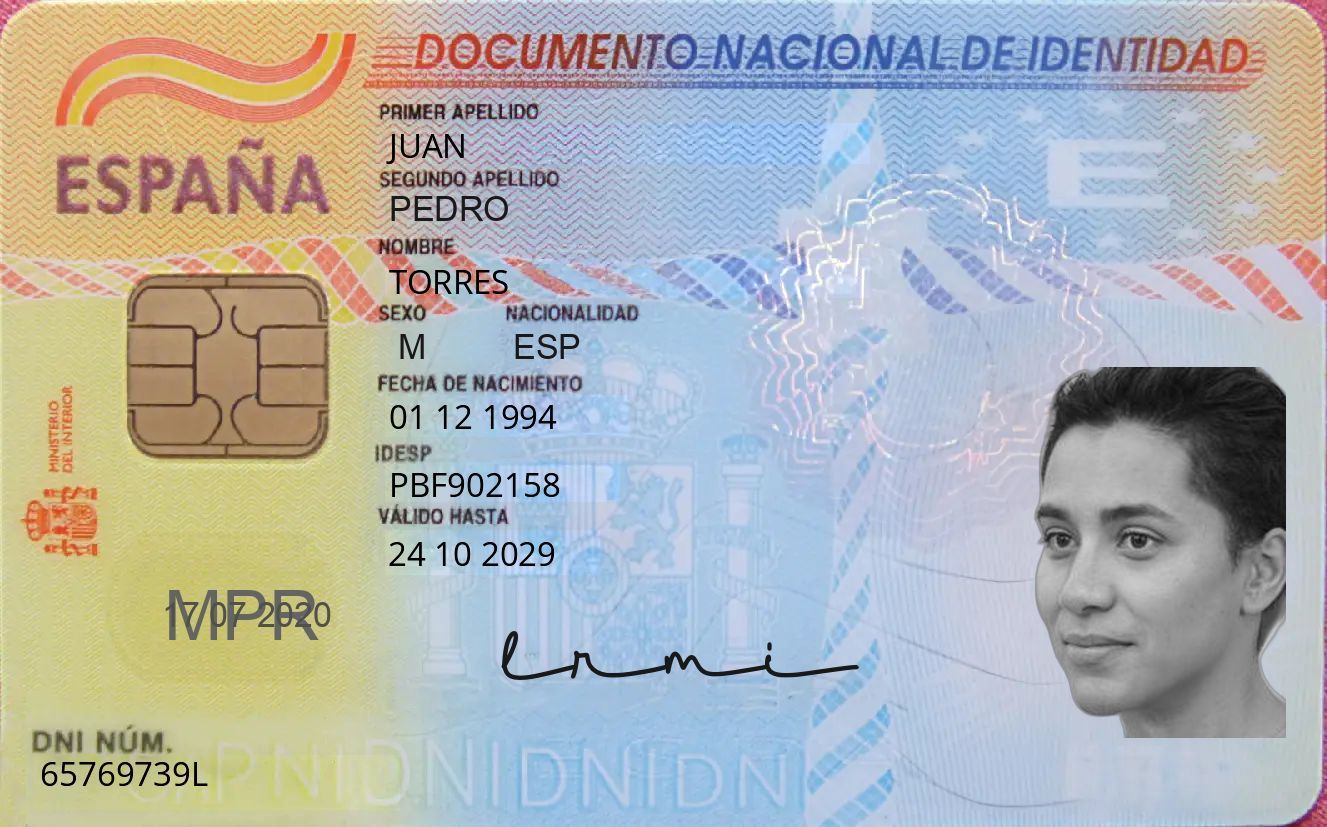 DOCUMENTO NACIONAL DE IDENTIDAD
ESPAÑA
PRIMER APELLIDO
JUAN
SEGUNDO APELLIDO
PEDRO
NOMBRE
TORRES
SEXO NACIONALIDAD
M ESP
FECHA DE NACIMIENTO
01 12 1994
IDESP
PBF902158
VÁLIDO HASTA
24 10 2029
MINISTERIO
DEL INTERIOR
E
MPR
17 07 2020
DNI NÚM.
65769739L